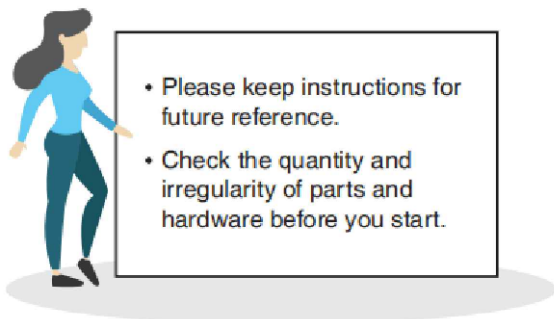 • Please keep instructions for
future reference.
• Check the quantity and
irregularity of parts and
hardware before you start.